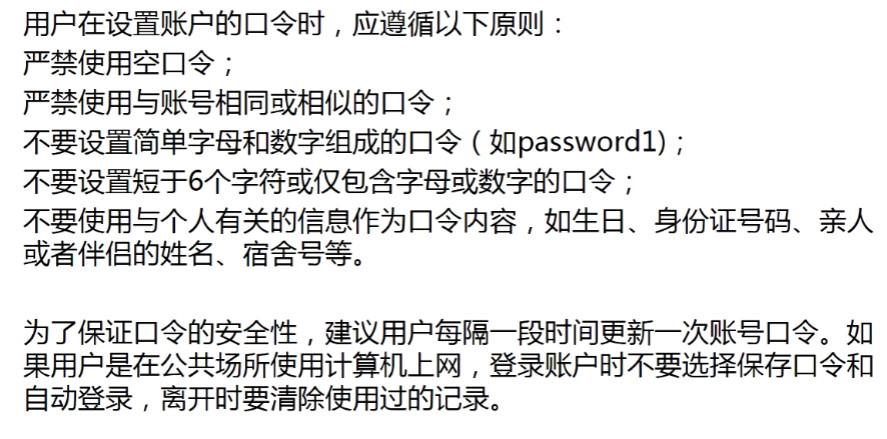 用户在设置账户的口令时，应遵循以下原则：
严禁使用空口令；
严禁使用与账号相同或相似的口令；
不要设置简单字母和数字组成的口令（如password1)；
不要设置短于6个字符或仅包含字母或数字的口令；
不要使用与个人有关的信息作为口令内容，如生日、身份证号码、亲人
或者伴侣的姓名、宿舍号等。
为了保证口令的安全性，建议用户每隔一段时间更新一次账号口令。如
果用户是在公共场所使用计算机上网，登录账户时不要选择保存口令和
自动登录，离开时要清除使用过的记录。